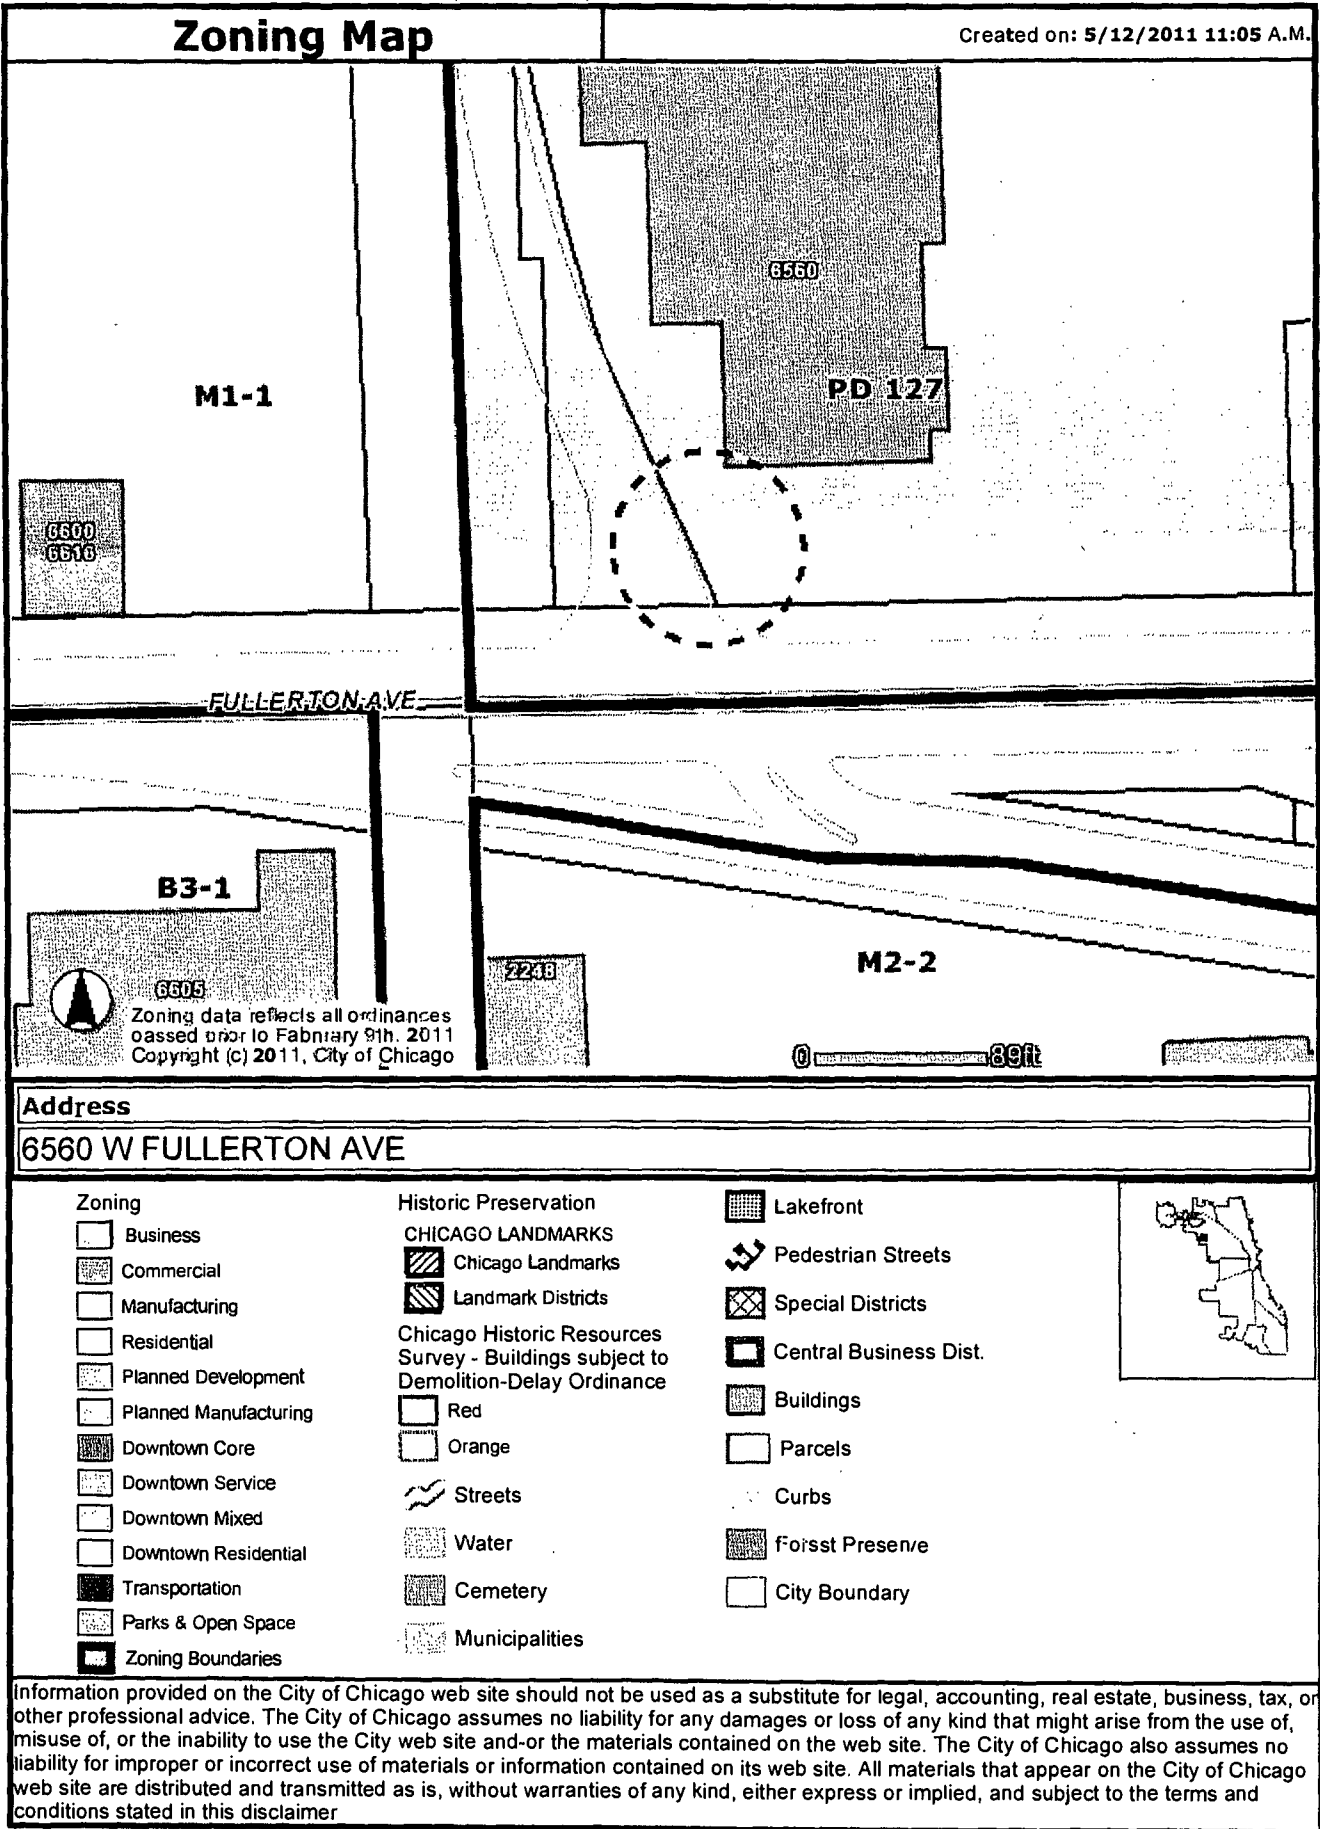 Zoning Map
Created on: 5/12/2011 11:05 A.M.
6560
PD 127
M1-1
6600
6616
FULLERTON AVE
B3-1
6605
2248
M2-2
Zoning data reflects all ordinances
oassed prior lo Fabruary 9lh. 2011
Copyright (c) 2011, City of Chicago
0 89ft
Address
6560 W FULLERTON AVE
Zoning
Business
Commercial
Manufacturing
Residential
Planned Development
Planned Manufacturing
Downtown Core
Downtown Service
Downtown Mixed
Downtown Residential
Transportation
Parks & Open Space
Zoning Boundaries
Historic Preservation
CHICAGO LANDMARKS
Chicago Landmarks
Landmark Districts
Chicago Historic Resources
Survey - Buildings subject to
Demolition-Delay Ordinance
Red
Orange
Streets
Water
Cemetery
Municipalities
Lakefront
Pedestrian Streets
Special Districts
Central Business Dist.
Buildings
Parcels
Curbs
Forsst Preserve
City Boundary
Information provided on the City of Chicago web site should not be used as a substitute for legal, accounting, real estate, business, tax, or
other professional advice. The City of Chicago assumes no liability for any damages or loss of any kind that might arise from the use of,
misuse of, or the inability to use the City web site and-or the materials contained on the web site. The City of Chicago also assumes no
liability for improper or incorrect use of materials or information contained on its web site. All materials that appear on the City of Chicago
web site are distributed and transmitted as is, without warranties of any kind, either express or implied, and subject to the terms and
conditions stated in this disclaimer